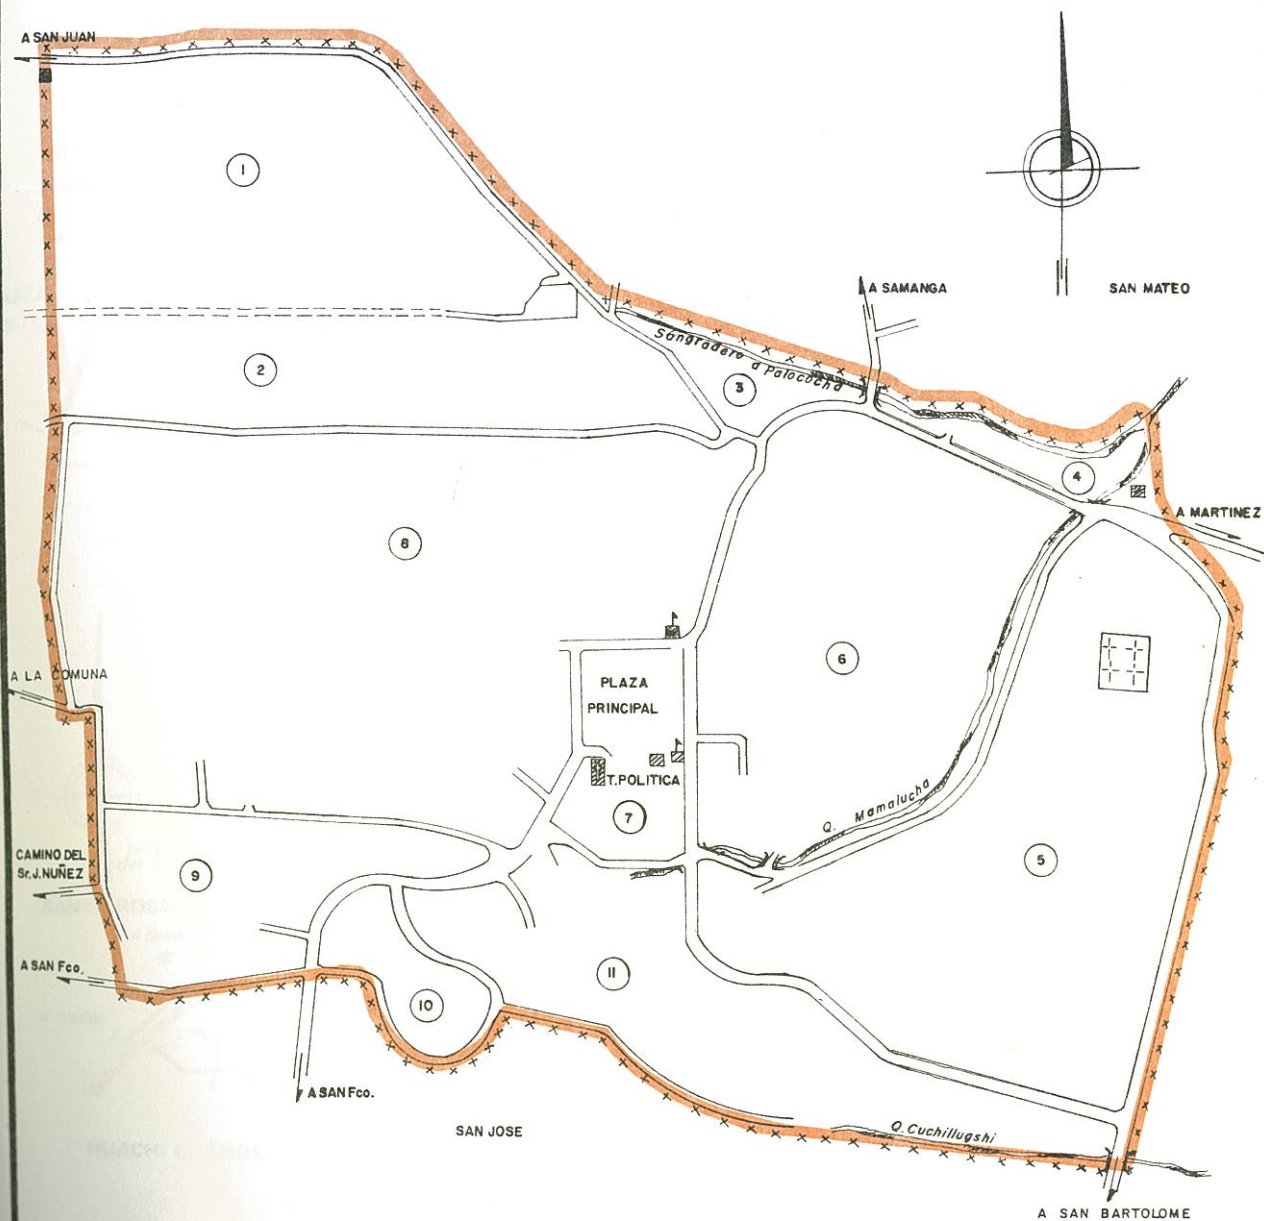 A SAN JUAN
1
A SAMANGA
SAN MATEO
Sangradero a Palococha
2
3
4
A MARTINEZ
8
6
A LA COMUNA
PLAZA
PRINCIPAL
T. POLITICA
7
Q. Mamalucha
5
CAMINO DEL
Sr. J. NUÑEZ
9
A SAN Fco.
11
10
A SAN Fco.
SAN JOSE
Q. Cuchillugshi
A SAN BARTOLOME